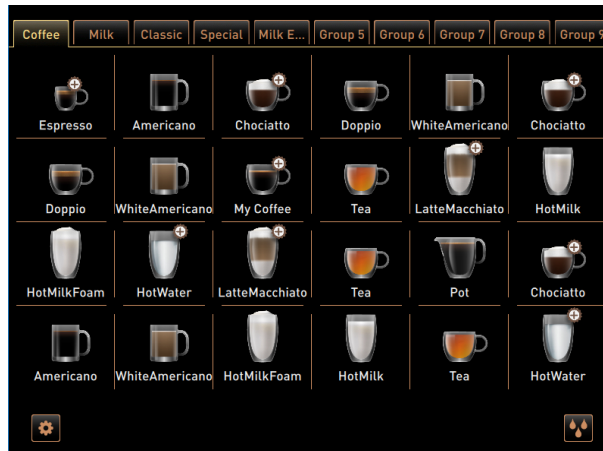 Coffee Milk Classic Special Milk E... Group 5 Group 6 Group 7 Group 8 Group 9
Espresso Americano Chociatto Doppio WhiteAmericano Chociatto
Doppio WhiteAmericano My Coffee Tea LatteMacchiato HotMilk
HotMilkFoam HotWater LatteMacchiato Tea Pot Chociatto
Americano WhiteAmericano HotMilkFoam HotMilk Tea HotWater